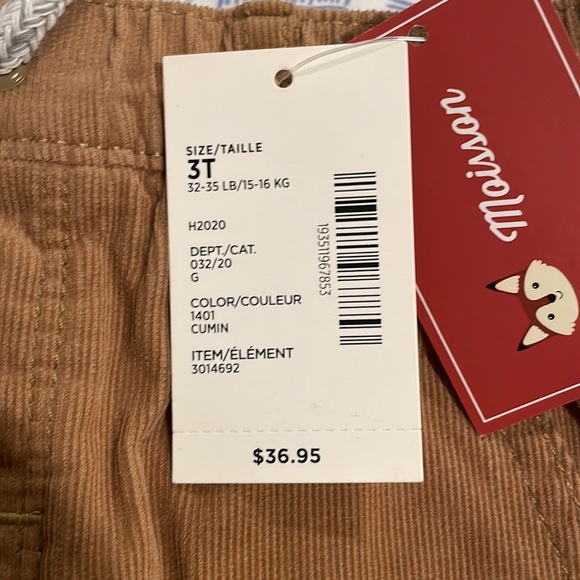 SIZE/TAILLE
3T
32-35 LB/15-16 KG
H2020
DEPT./CAT.
032/20
G
COLOR/COULEUR
1401
CUMIN
ITEM/ÉLÉMENT
3014692
193511967853
$36.95
moisson